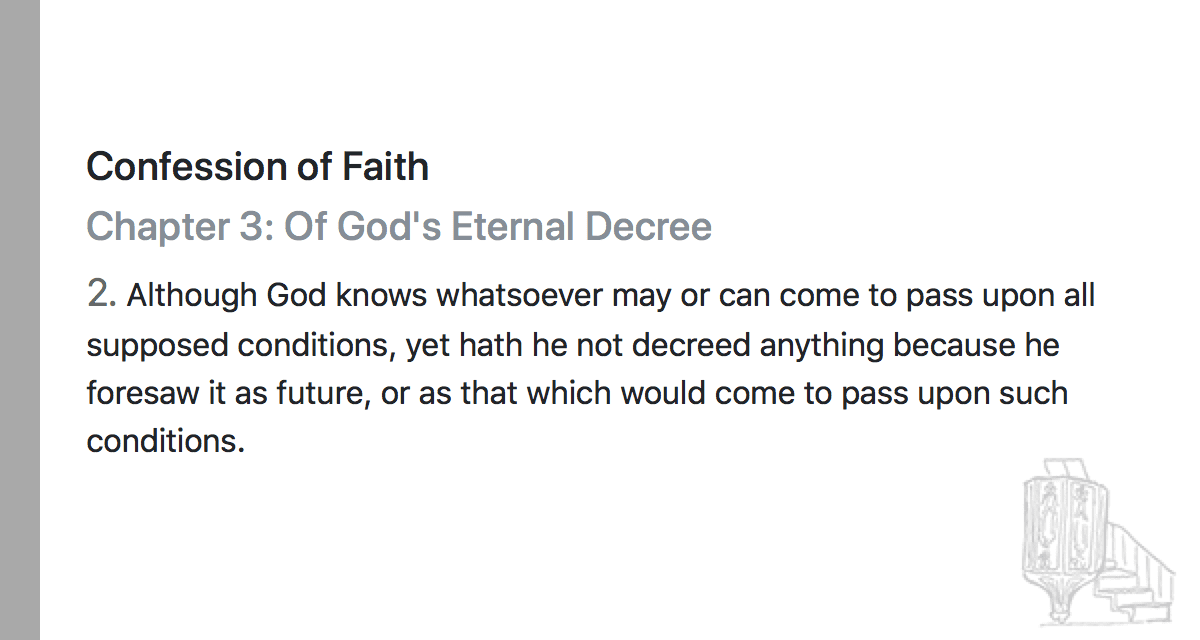 Confession of Faith
Chapter 3: Of God's Eternal Decree
2. Although God knows whatsoever may or can come to pass upon all
supposed conditions, yet hath he not decreed anything because he
foresaw it as future, or as that which would come to pass upon such
conditions.